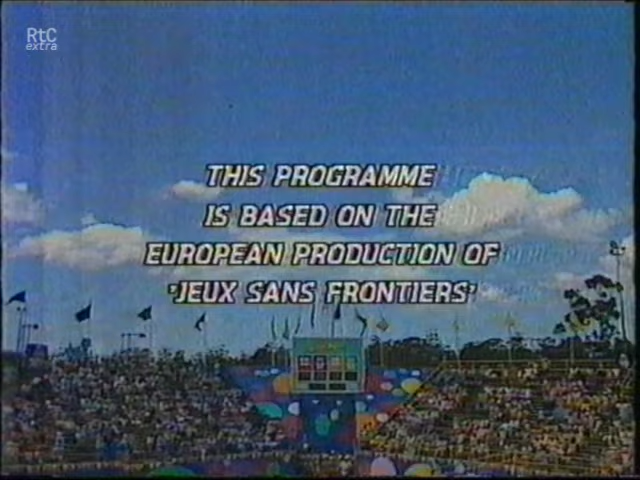 RtC
extra
THIS PROGRAMME
IS BASED ON THE
EUROPEAN PRODUCTION OF
'JEUX SANS FRONTIERS'